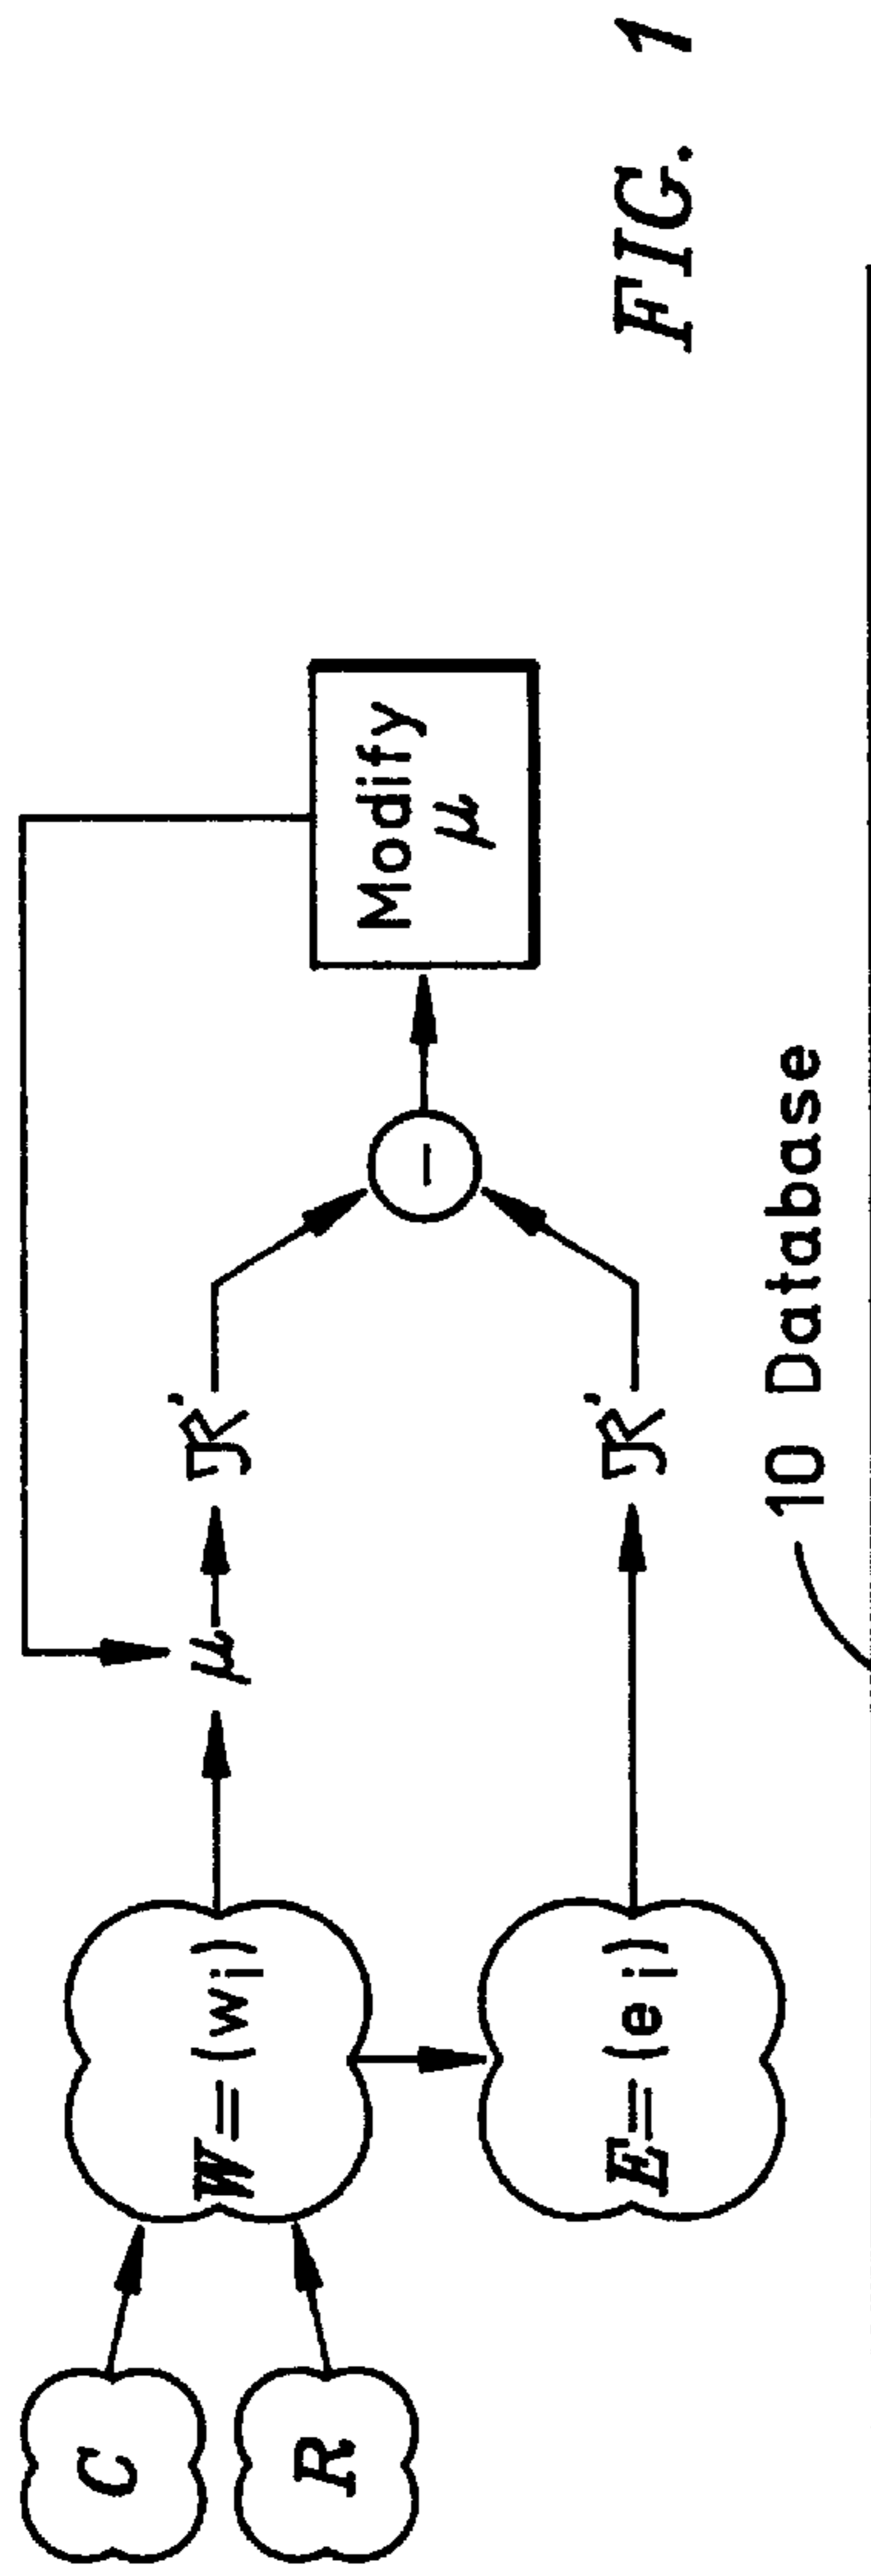 C
R
W=(wi)
E=(ei)
μ
R'
R'
−
Modify
μ
FIG. 1
10 Database